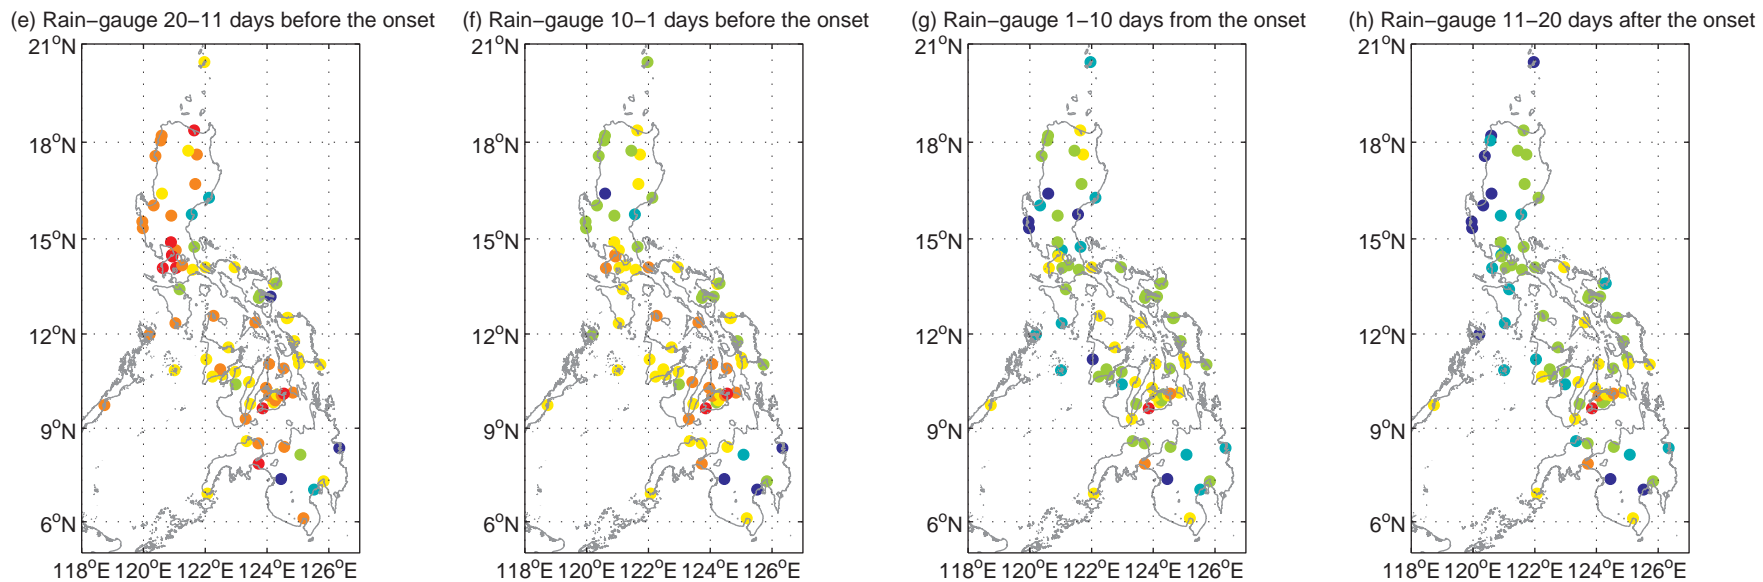 (e) Rain−gauge 20−11 days before the onset
(f) Rain−gauge 10−1 days before the onset
(g) Rain−gauge 1−10 days from the onset
(h) Rain−gauge 11−20 days after the onset
21°N
18°N
15°N
12°N
9°N
6°N
118°E 120°E 122°E 124°E 126°E
21°N
18°N
15°N
12°N
9°N
6°N
118°E 120°E 122°E 124°E 126°E
21°N
18°N
15°N
12°N
9°N
6°N
118°E 120°E 122°E 124°E 126°E
21°N
18°N
15°N
12°N
9°N
6°N
118°E 120°E 122°E 124°E 126°E